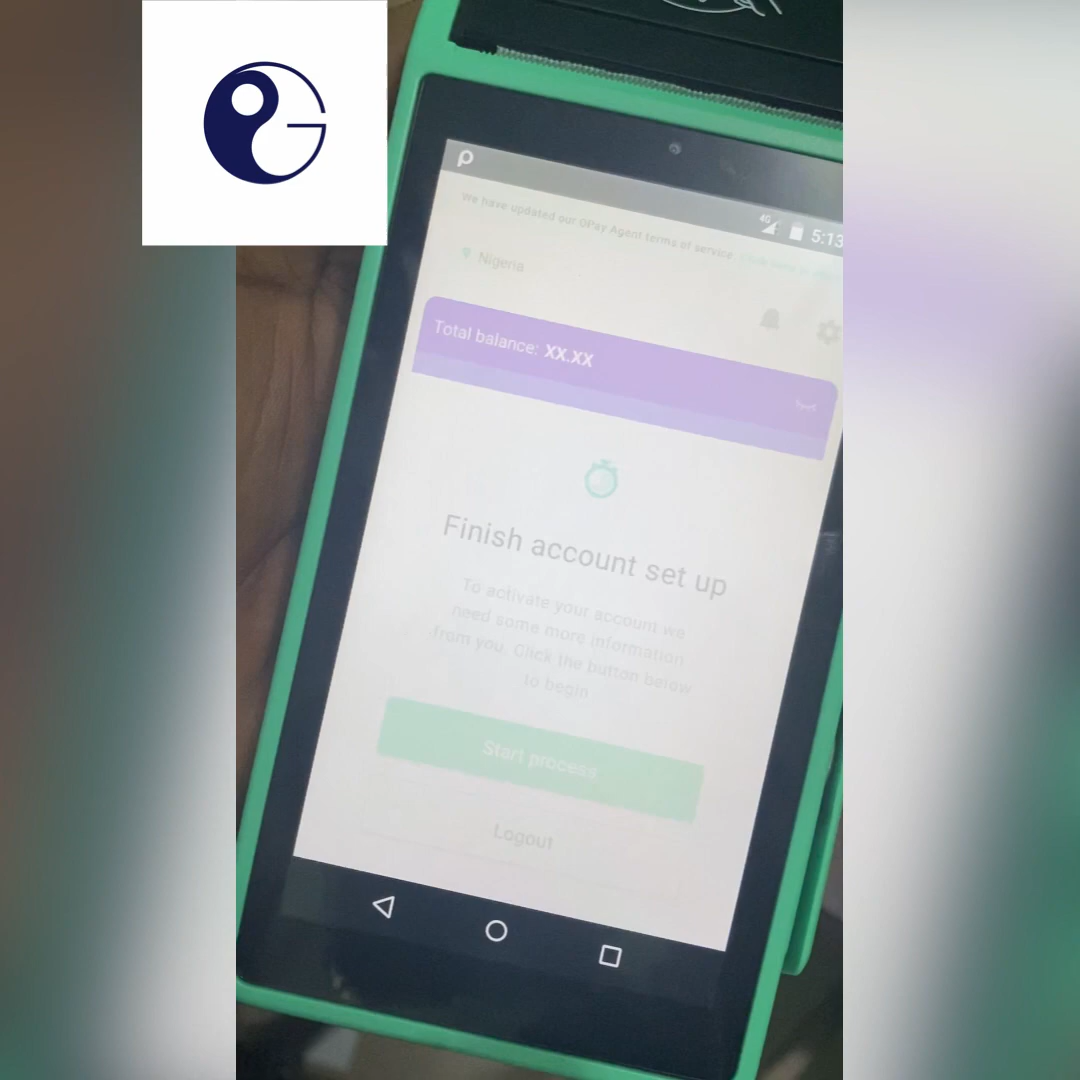 4G 5:13
We have updated our OPay Agent terms of service.
Nigeria
Total balance: XX.XX
Finish account set up
To activate your account we
need some more information
from you. Click the button below
to begin
Start process
Logout